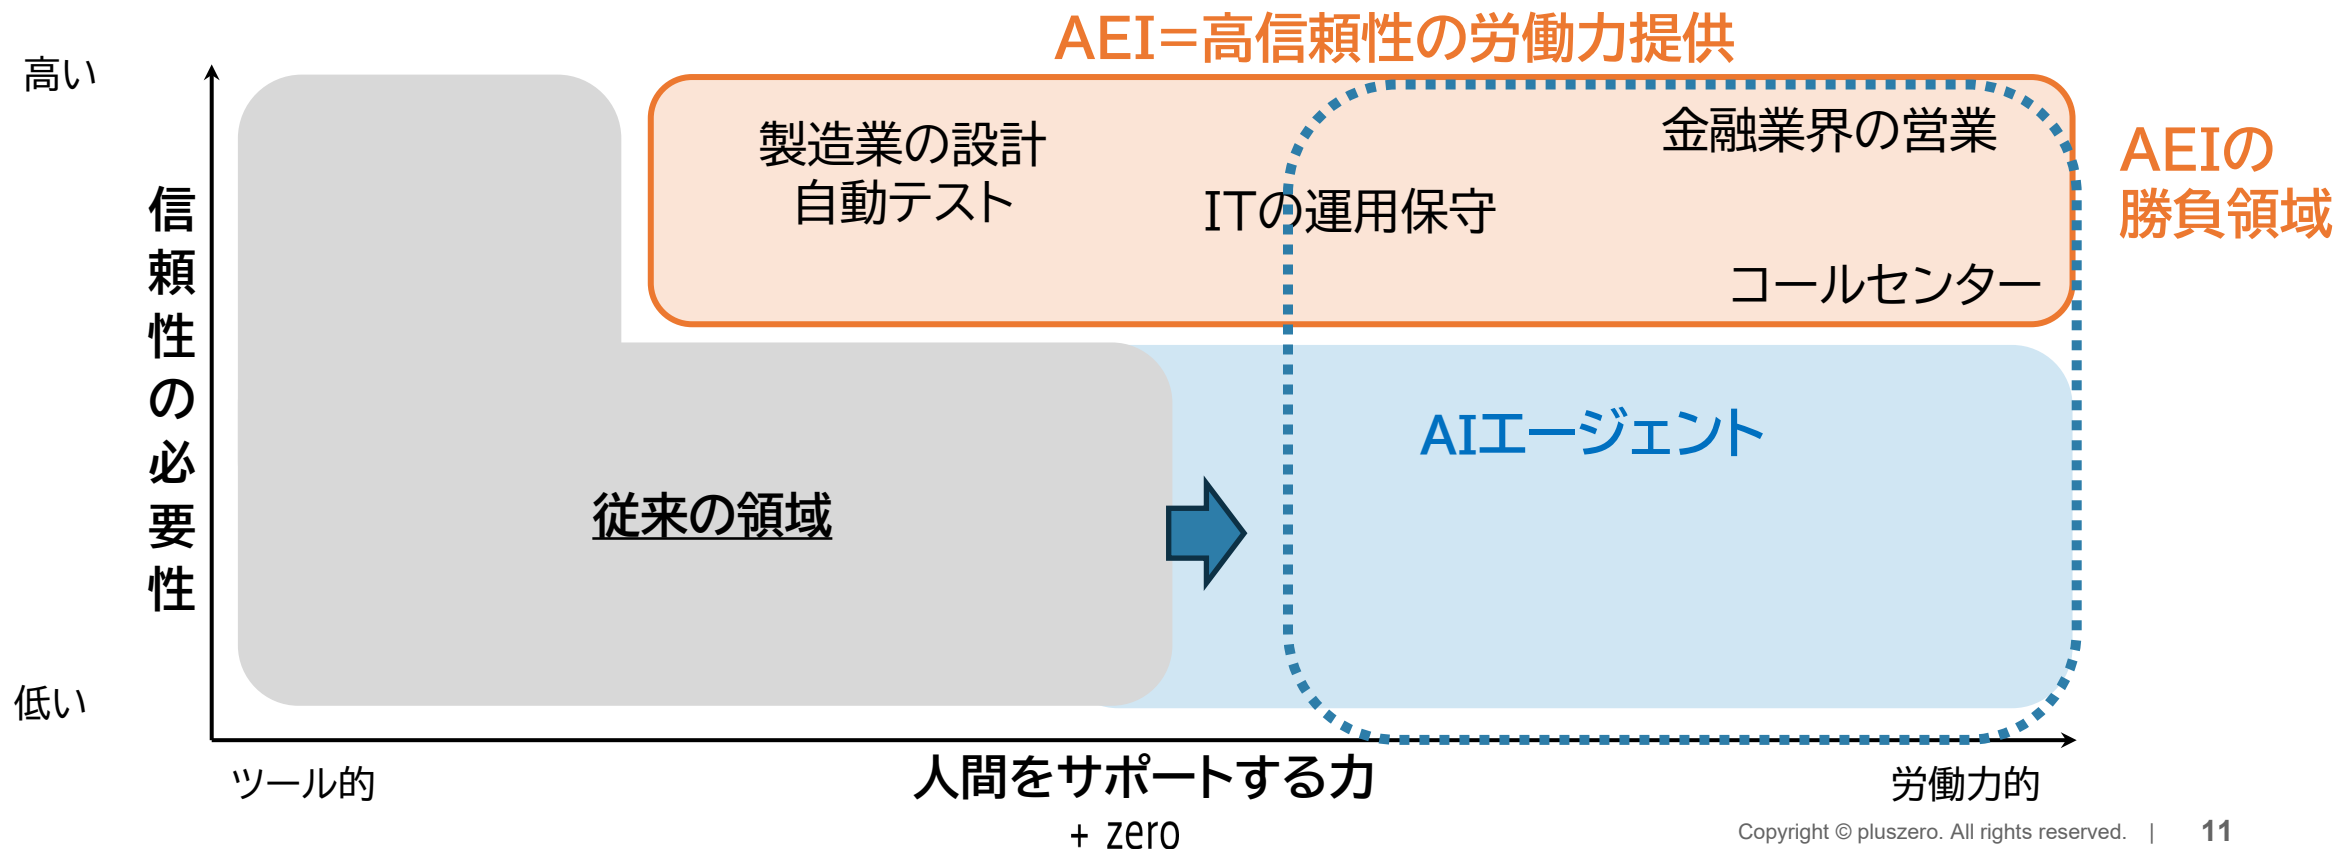 AEI=高信頼性の労働力提供
高い
製造業の設計
自動テスト
ITの運用保守
金融業界の営業
コールセンター
AEIの
勝負領域
信頼性の必要性
従来の領域
AIエージェント
低い
ツール的
人間をサポートする力
労働力的
+ zero
Copyright © pluszero. All rights reserved. | 11